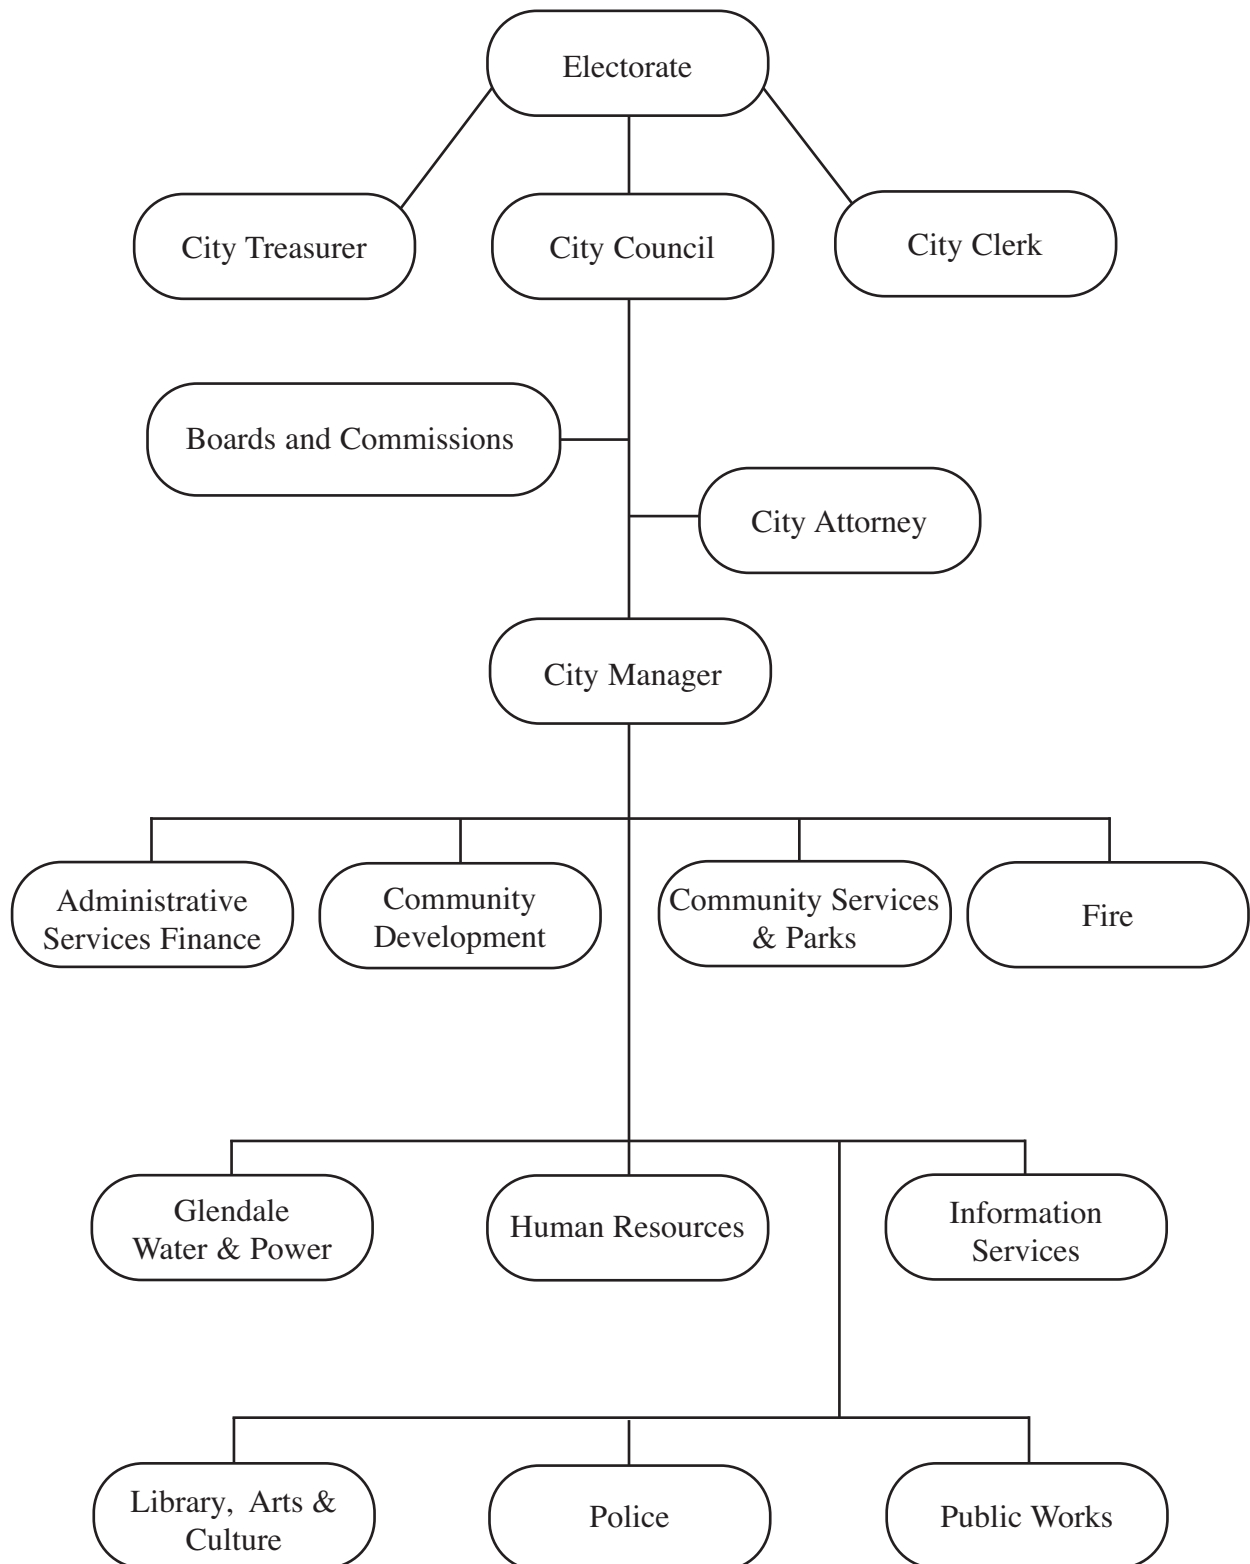 Electorate
City Treasurer
City Council
City Clerk
Boards and Commissions
City Attorney
City Manager
Administrative
Services Finance
Community
Development
Community Services
& Parks
Fire
Glendale
Water & Power
Human Resources
Information
Services
Library, Arts &
Culture
Police
Public Works